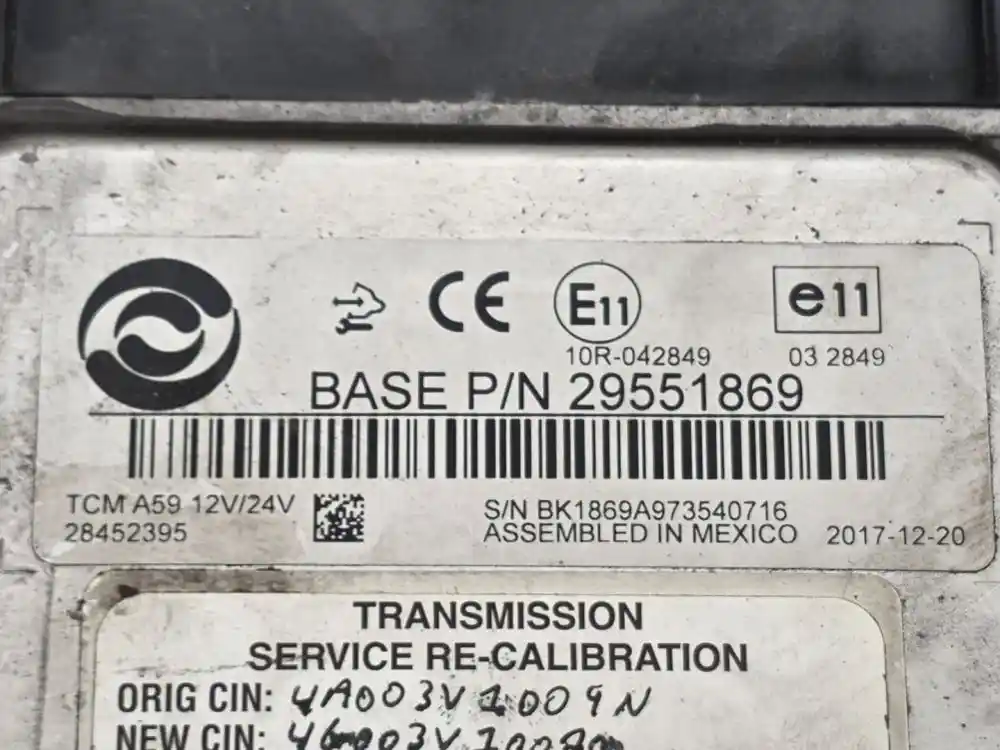 CE E11 e11
10R-042849 03 2849
BASE P/N 29551869
TCM A59 12V/24V S/N BK1869A973540716
28452395 ASSEMBLED IN MEXICO 2017-12-20
TRANSMISSION
SERVICE RE-CALIBRATION
ORIG CIN: 4A003V1009N
NEW CIN: